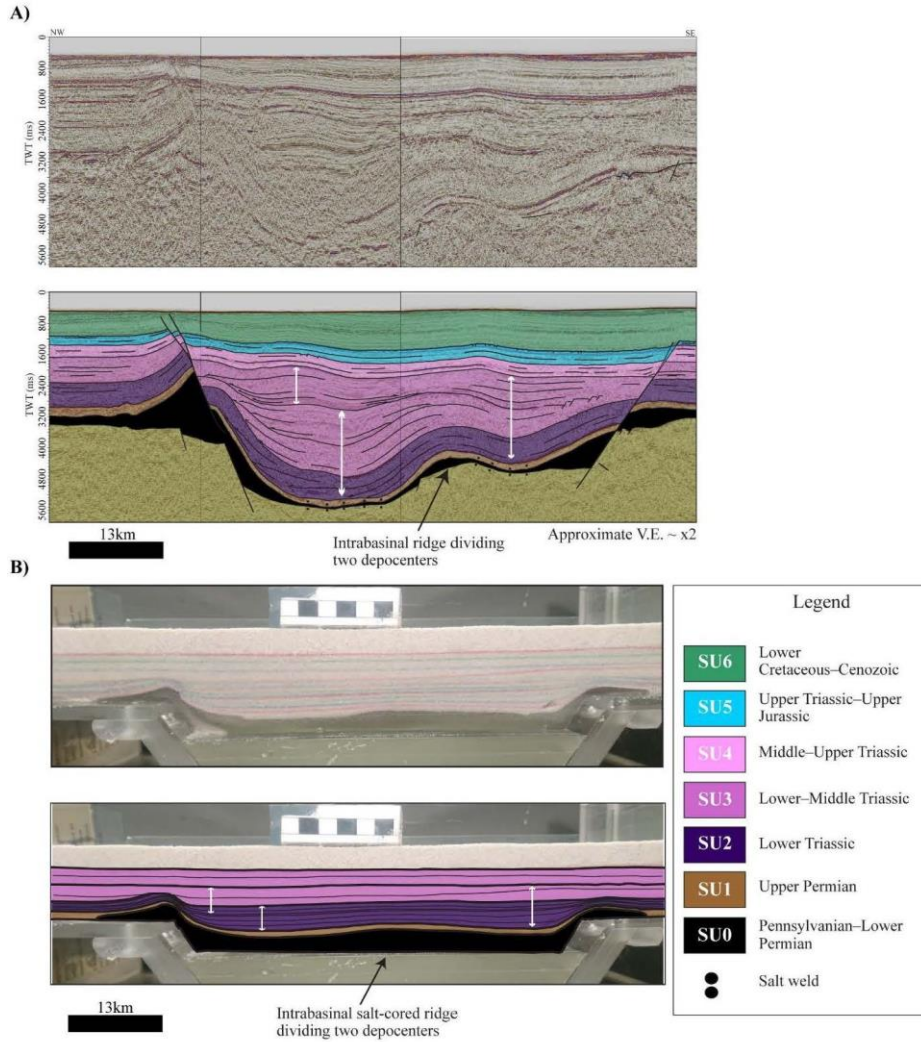 A)
NW
SE
0
800
1600
2400
3200
4000
4800
5600
TWT (ms)
0
800
1600
2400
3200
4000
4800
5600
TWT (ms)
13km
Approximate V.E. ~ x2
Intrabasinal ridge dividing
two depocenters
B)
13km
Intrabasinal salt-cored ridge
dividing two depocenters
Legend
SU6
Lower
Cretaceous–Cenozoic
SU5
Upper Triassic–Upper
Jurassic
SU4
Middle–Upper Triassic
SU3
Lower–Middle Triassic
SU2
Lower Triassic
SU1
Upper Permian
SU0
Pennsylvanian–Lower
Permian
Salt weld